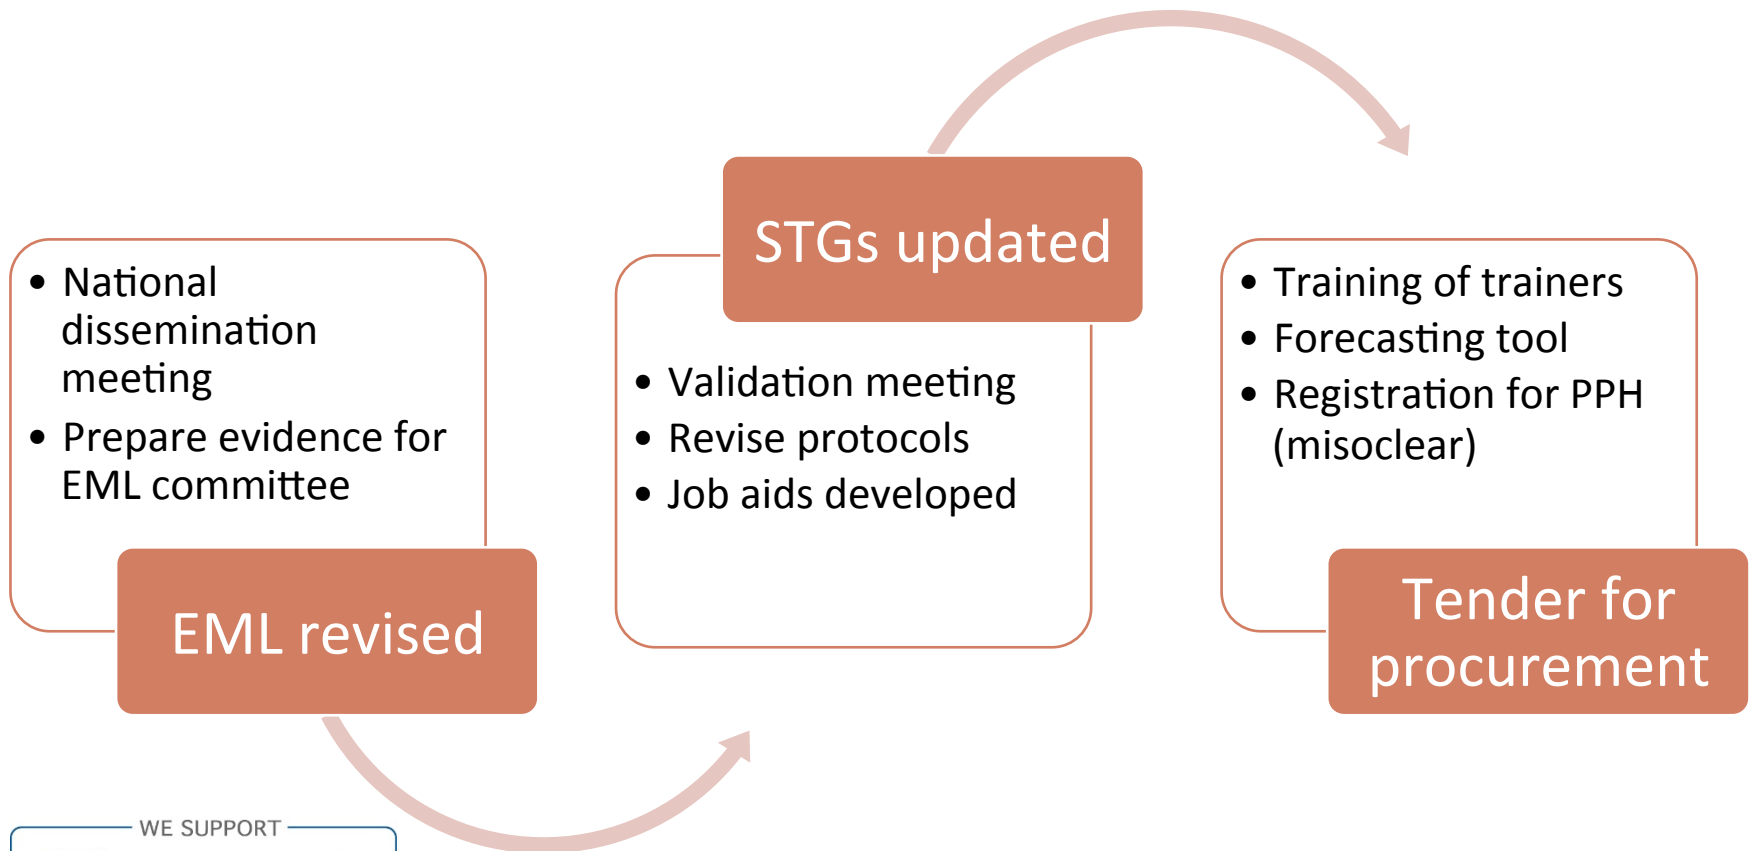 • National
dissemination
meeting
• Prepare evidence for
EML committee
EML revised
STGs updated
• Validation meeting
• Revise protocols
• Job aids developed
• Training of trainers
• Forecasting tool
• Registration for PPH
(misoclear)
Tender for
procurement
WE SUPPORT